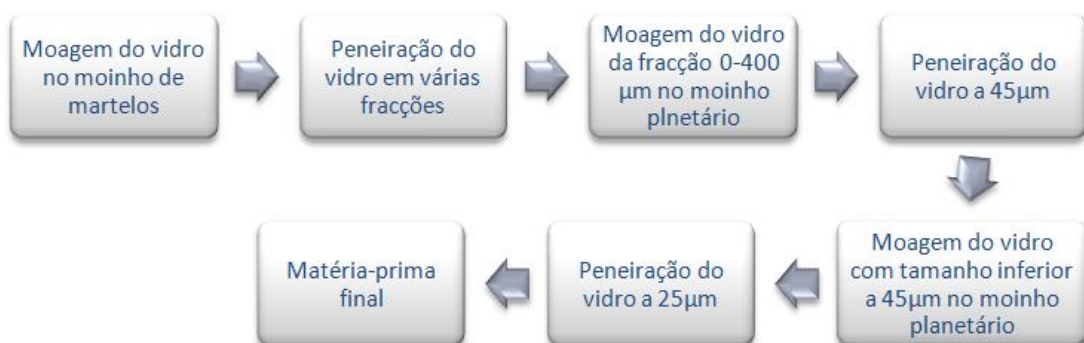 Moagem do vidro
no moinho de
martelos
Peneiração do
vidro em várias
fracções
Moagem do vidro
da fracção 0-400
µm no moinho
plnetário
Peneiração do
vidro a 45µm
Moagem do vidro
com tamanho inferior
a 45µm no moinho
planetário
Peneiração do
vidro a 25µm
Matéria-prima
final